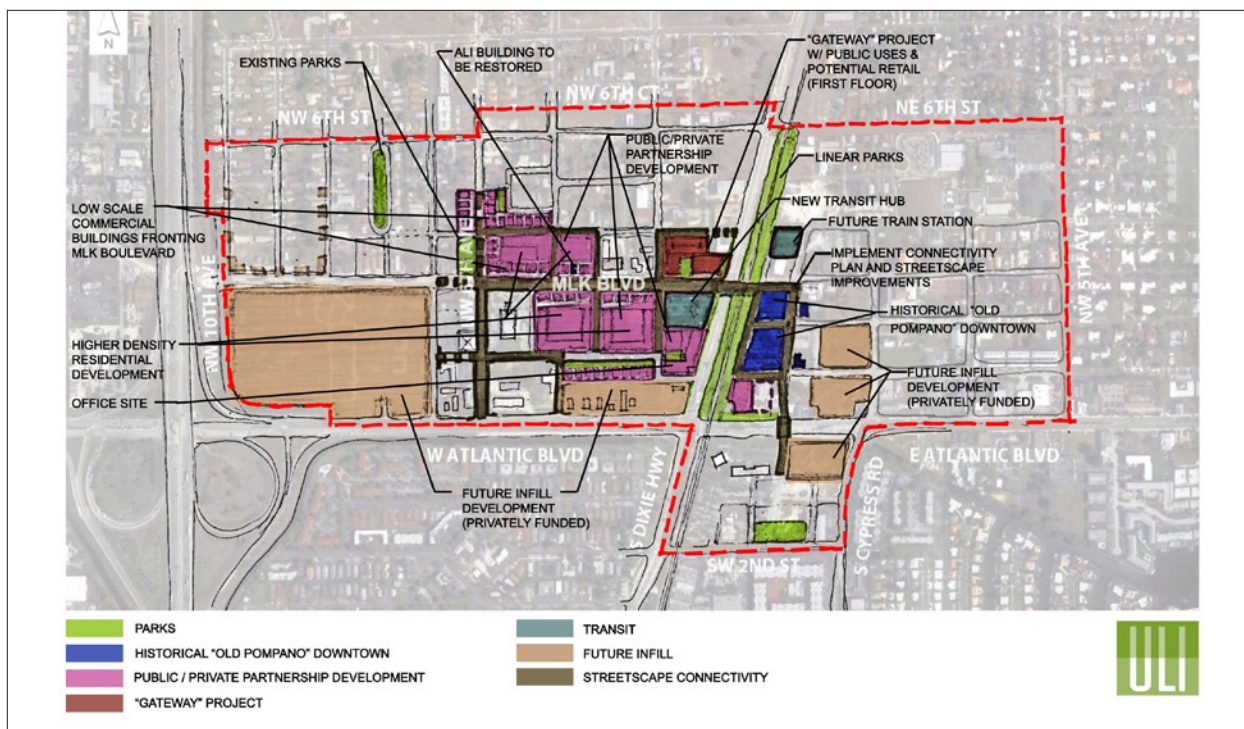 N
EXISTING PARKS
ALI BUILDING TO
BE RESTORED
"GATEWAY" PROJECT
W/ PUBLIC USES &
POTENTIAL RETAIL
(FIRST FLOOR)
NW 6TH ST
NW 6TH CT
NE 6TH ST
PUBLIC/PRIVATE
PARTNERSHIP
DEVELOPMENT
LINEAR PARKS
NEW TRANSIT HUB
FUTURE TRAIN STATION
LOW SCALE
COMMERCIAL
BUILDINGS FRONTING
MLK BOULEVARD
IMPLEMENT CONNECTIVITY
PLAN AND STREETSCAPE
IMPROVEMENTS
NW 10TH AVE
MLK BLVD
NW 5TH AVE
HISTORICAL "OLD
POMPANO" DOWNTOWN
HIGHER DENSITY
RESIDENTIAL
DEVELOPMENT
OFFICE SITE
FUTURE INFILL
DEVELOPMENT
(PRIVATELY FUNDED)
W ATLANTIC BLVD
E ATLANTIC BLVD
FUTURE INFILL
DEVELOPMENT
(PRIVATELY FUNDED)
S DIXIE HWY
S CYPRESS RD
SW 2ND ST
PARKS
HISTORICAL "OLD POMPANO" DOWNTOWN
PUBLIC / PRIVATE PARTNERSHIP DEVELOPMENT
"GATEWAY" PROJECT
TRANSIT
FUTURE INFILL
STREETSCAPE CONNECTIVITY
ULI